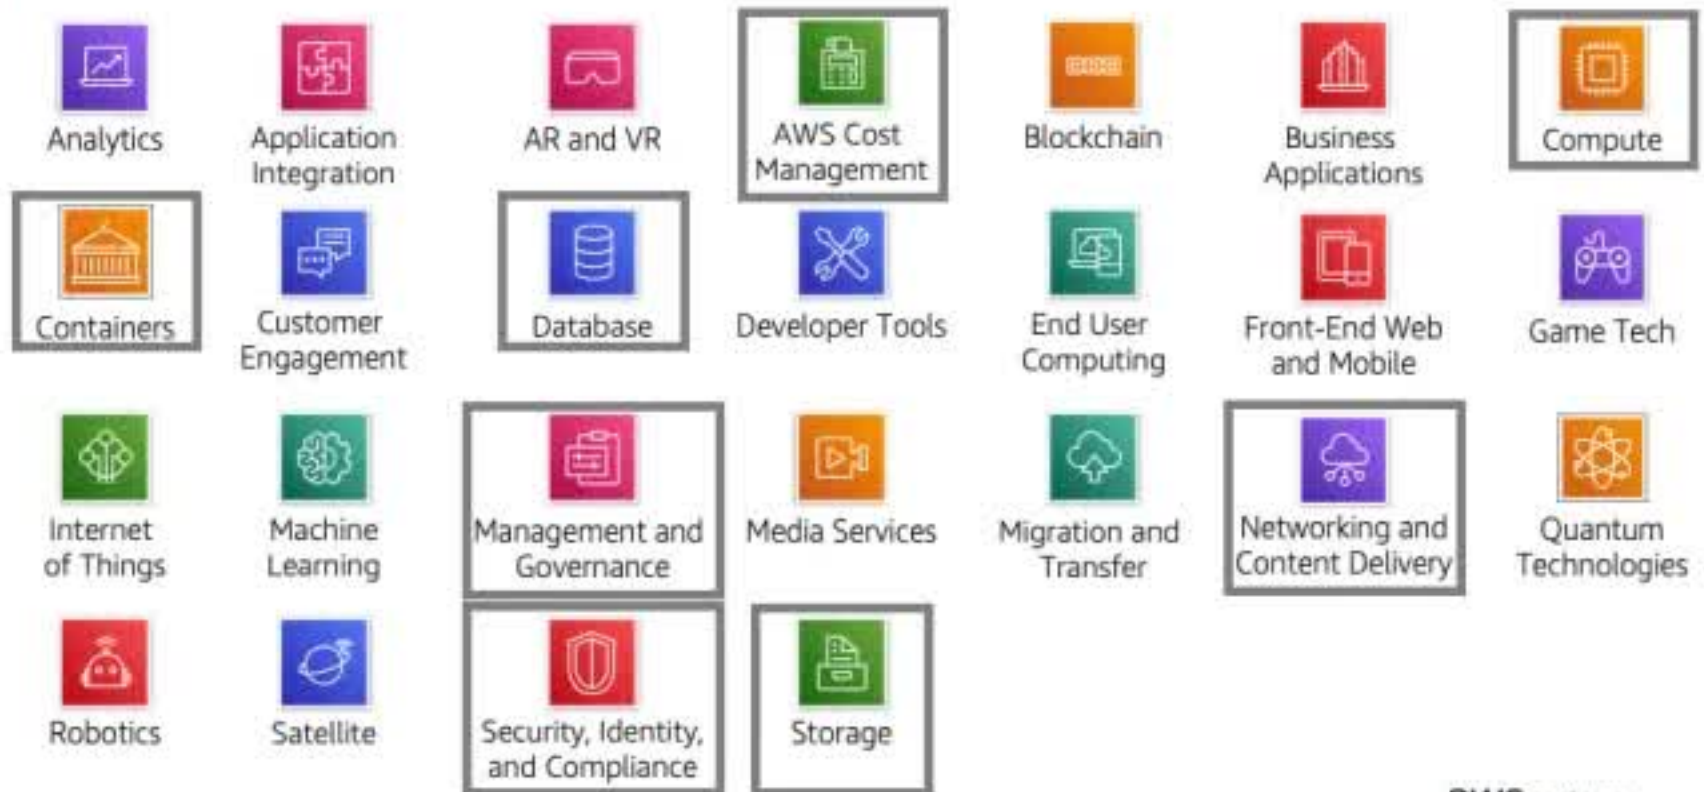 Analytics
Application
Integration
AR and VR
AWS Cost
Management
Blockchain
Business
Applications
Compute
Containers
Customer
Engagement
Database
Developer Tools
End User
Computing
Front-End Web
and Mobile
Game Tech
Internet
of Things
Machine
Learning
Management and
Governance
Media Services
Migration and
Transfer
Networking and
Content Delivery
Quantum
Technologies
Robotics
Satellite
Security, Identity,
and Compliance
Storage